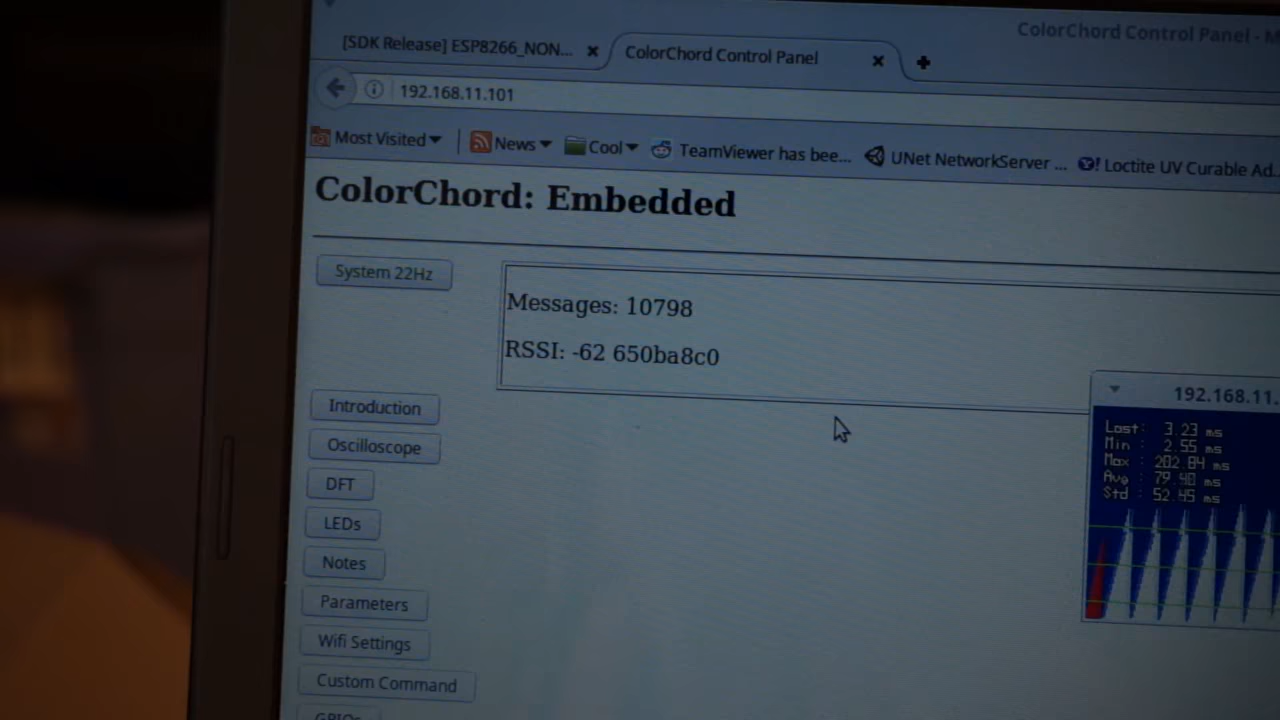 ColorChord Control Panel - M
[SDK Release] ESP8266_NON...
ColorChord Control Panel
192.168.11.101
Most Visited
News
Cool
TeamViewer has bee...
UNet NetworkServer ...
Loctite UV Curable Ad...
ColorChord: Embedded
System 22Hz
Messages: 10798
RSSI: -62 650ba8c0
Introduction
Oscilloscope
DFT
LEDs
Notes
Parameters
Wifi Settings
Custom Command
GPIOs
192.168.11.
Last: 3.23 ms
Min : 2.55 ms
Max : 202.84 ms
Avg : 79.40 ms
Std : 52.45 ms